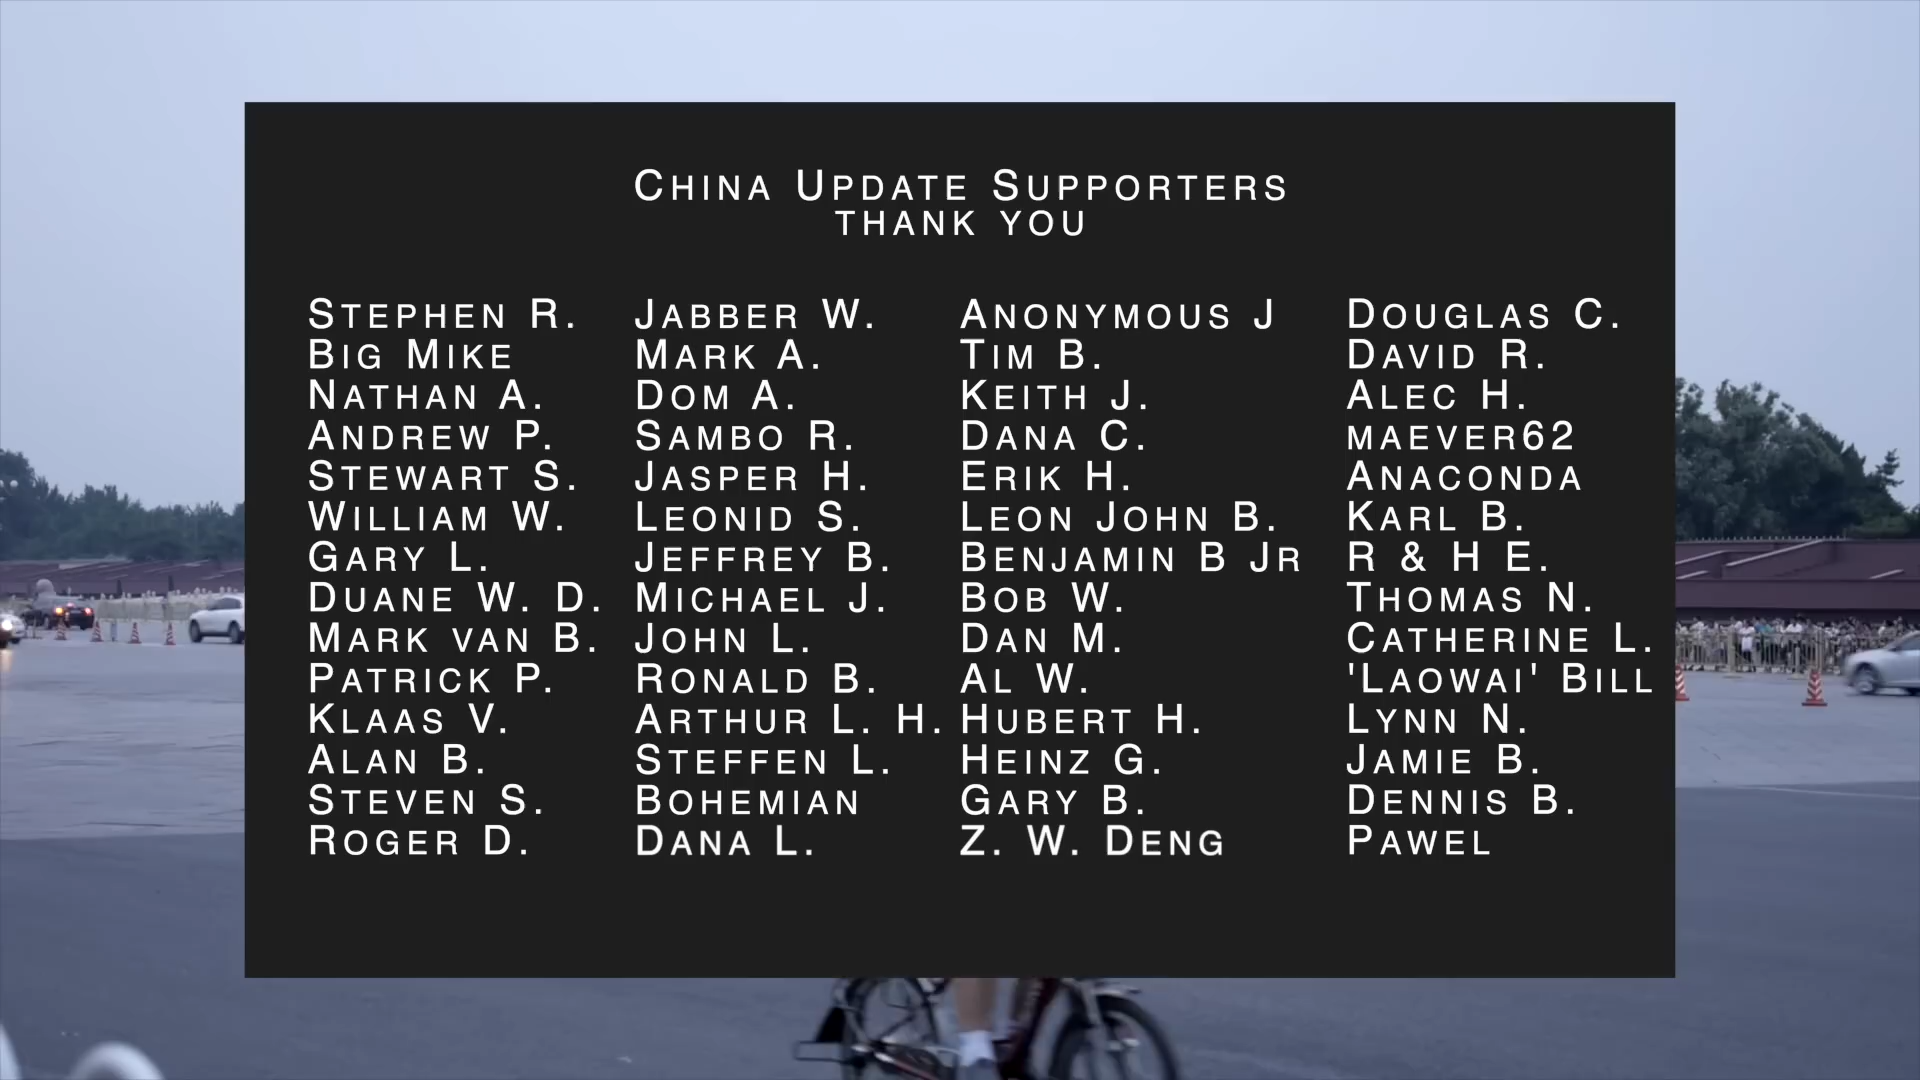 China Update Supporters
THANK YOU
Stephen R.
Big Mike
Nathan A.
Andrew P.
Stewart S.
William W.
Gary L.
Duane W. D.
Mark van B.
Patrick P.
Klaas V.
Alan B.
Steven S.
Roger D.
Jabber W.
Mark A.
Dom A.
Sambo R.
Jasper H.
Leonid S.
Jeffrey B.
Michael J.
John L.
Ronald B.
Arthur L. H.
Steffen L.
Bohemian
Dana L.
Anonymous J
Tim B.
Keith J.
Dana C.
Erik H.
Leon John B.
Benjamin B Jr
Bob W.
Dan M.
Al W.
Hubert H.
Heinz G.
Gary B.
Z. W. Deng
Douglas C.
David R.
Alec H.
maever62
Anaconda
Karl B.
R & H E.
Thomas N.
Catherine L.
'Laowai' Bill
Lynn N.
Jamie B.
Dennis B.
Pawel